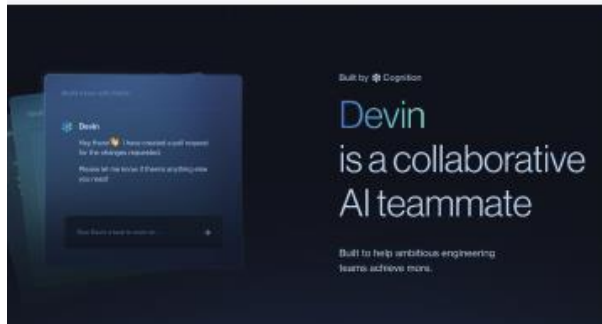 Devin
Hey there 👋 I have created a pull request
for the changes requested.
Please let me know if there's anything else
you need!
Built by Cognition
Devin
is a collaborative
AI teammate
Built to help ambitious engineering
teams achieve more.